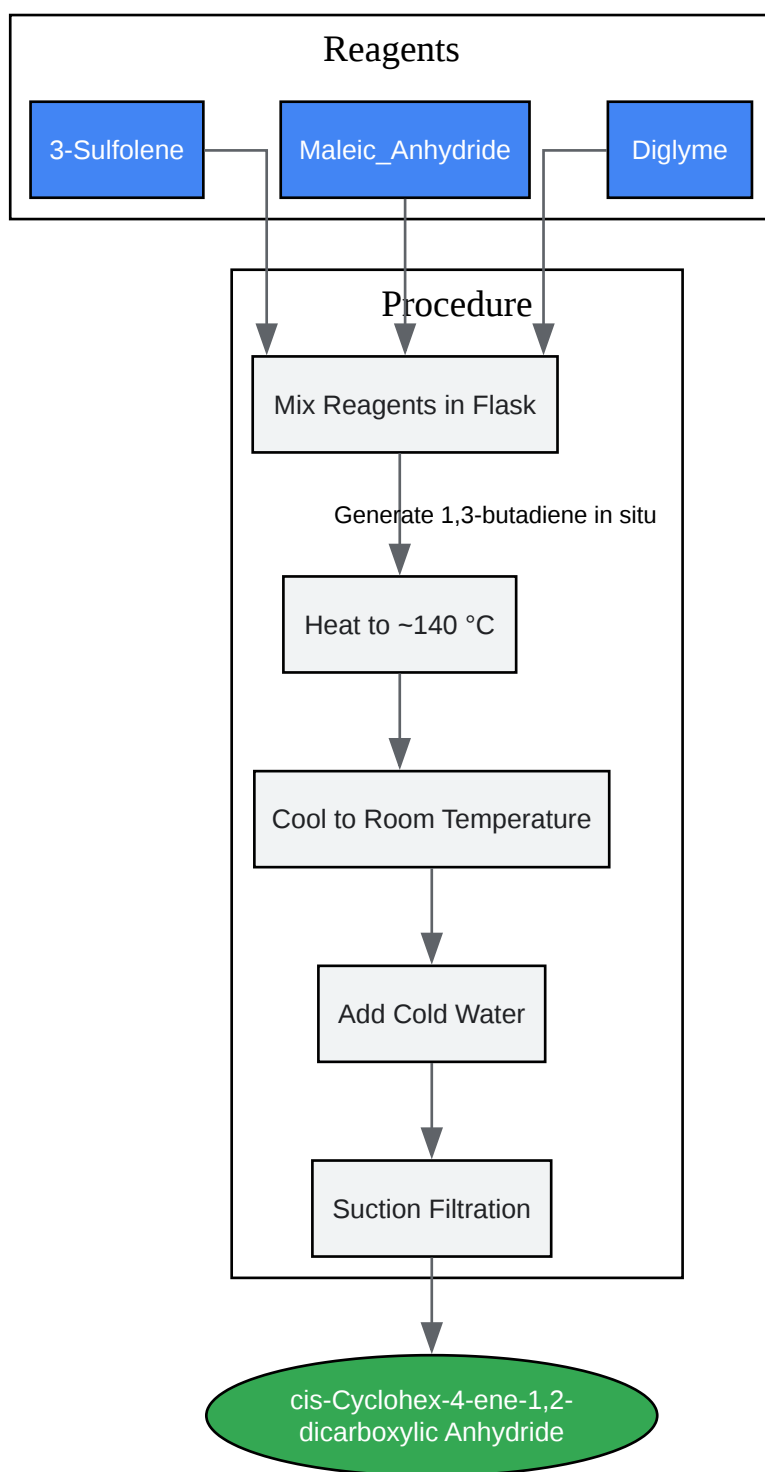 Reagents
3-Sulfolene
Maleic_Anhydride
Diglyme
Procedure
Mix Reagents in Flask
Generate 1,3-butadiene in situ
Heat to ~140 °C
Cool to Room Temperature
Add Cold Water
Suction Filtration
cis-Cyclohex-4-ene-1,2-
dicarboxylic Anhydride